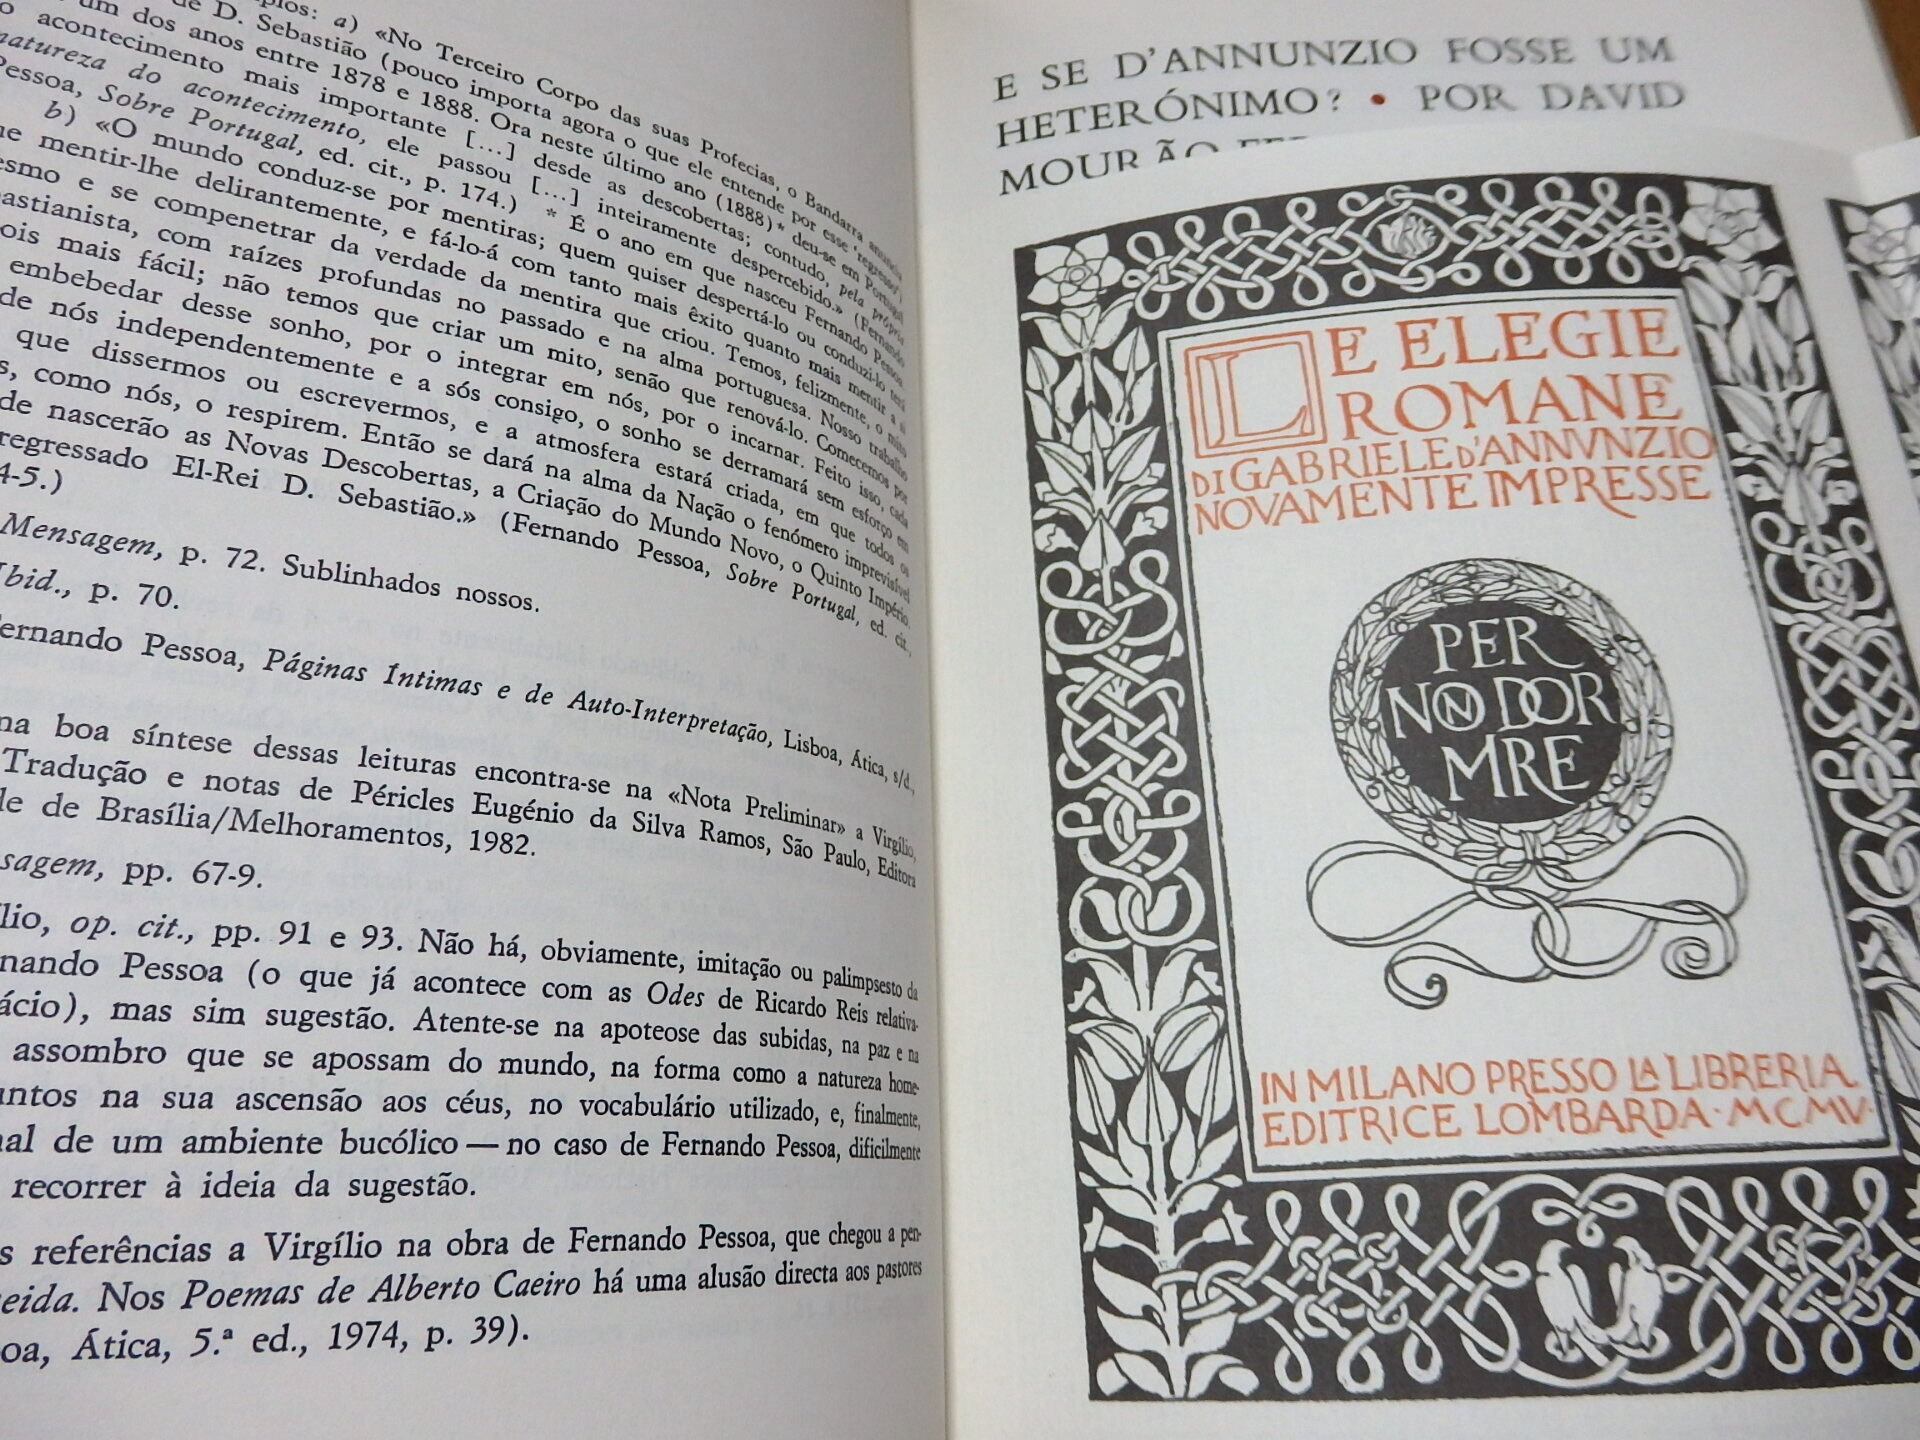 a) «No Terceiro Corpo das suas Profecias, o Bandarra anuncia
de D. Sebastião (pouco importa agora o que ele entende por esse 'regresso')
um dos anos entre 1878 e 1888. Ora neste último ano (1888)* deu-se em Portugal
o acontecimento mais importante [...] desde as descobertas; contudo, pela própria
natureza do acontecimento, ele passou [...] inteiramente despercebido.» (Fernando
Pessoa, Sobre Portugal, ed. cit., p. 174.) * É o ano em que nasceu Fernando Pessoa.
b) «O mundo conduz-se por mentiras; quem quiser despertá-lo ou conduzi-lo terá
mentir-lhe delirantemente, e fá-lo-á com tanto mais êxito quanto mais mentir a si
mesmo e se compenetrar da verdade da mentira que criou. Temos, felizmente, o mito
sebastianista, com raízes profundas no passado e na alma portuguesa. Nosso trabalho
pois mais fácil; não temos que criar um mito, senão que renová-lo. Comecemos por
embebedar desse sonho, por o integrar em nós, por o incarnar. Feito isso, cada
de nós independentemente e a sós consigo, o sonho se derramará sem esforço em
que dissermos ou escrevermos, e a atmosfera estará criada, em que todos os
como nós, o respirem. Então se dará na alma da Nação o fenómero imprevisível
de nascerão as Novas Descobertas, a Criação do Mundo Novo, o Quinto Império.
regressado El-Rei D. Sebastião.» (Fernando Pessoa, Sobre Portugal, ed. cit.,
4-5.)
Mensagem, p. 72. Sublinhados nossos.
Ibid., p. 70.
Fernando Pessoa, Páginas Íntimas e de Auto-Interpretação, Lisboa, Ática, s/d.,
boa síntese dessas leituras encontra-se na «Nota Preliminar» a Virgílio,
Tradução e notas de Péricles Eugénio da Silva Ramos, São Paulo, Editora
de Brasília/Melhoramentos, 1982.
sagem, pp. 67-9.
ílio, op. cit., pp. 91 e 93. Não há, obviamente, imitação ou palimpsesto da
nando Pessoa (o que já acontece com as Odes de Ricardo Reis relativa-
ácio), mas sim sugestão. Atente-se na apoteose das subidas, na paz e na
assombro que se apossam do mundo, na forma como a natureza home-
untos na sua ascensão aos céus, no vocabulário utilizado, e, finalmente,
nal de um ambiente bucólico — no caso de Fernando Pessoa, dificilmente
recorrer à ideia da sugestão.
s referências a Virgílio na obra de Fernando Pessoa, que chegou a pen-
eida. Nos Poemas de Alberto Caeiro há uma alusão directa aos pastores
oa, Ática, 5.ª ed., 1974, p. 39).
E SE D'ANNUNZIO FOSSE UM
HETERÓNIMO? • POR DAVID
MOURÃO
LE ELEGIE
ROMANE
DI GABRIELE D'ANNVNZIO
NOVAMENTE IMPRESSE
PER
NON DOR
MIRE
IN MILANO PRESSO LA LIBRERIA
EDITRICE LOMBARDA · MCMV ·